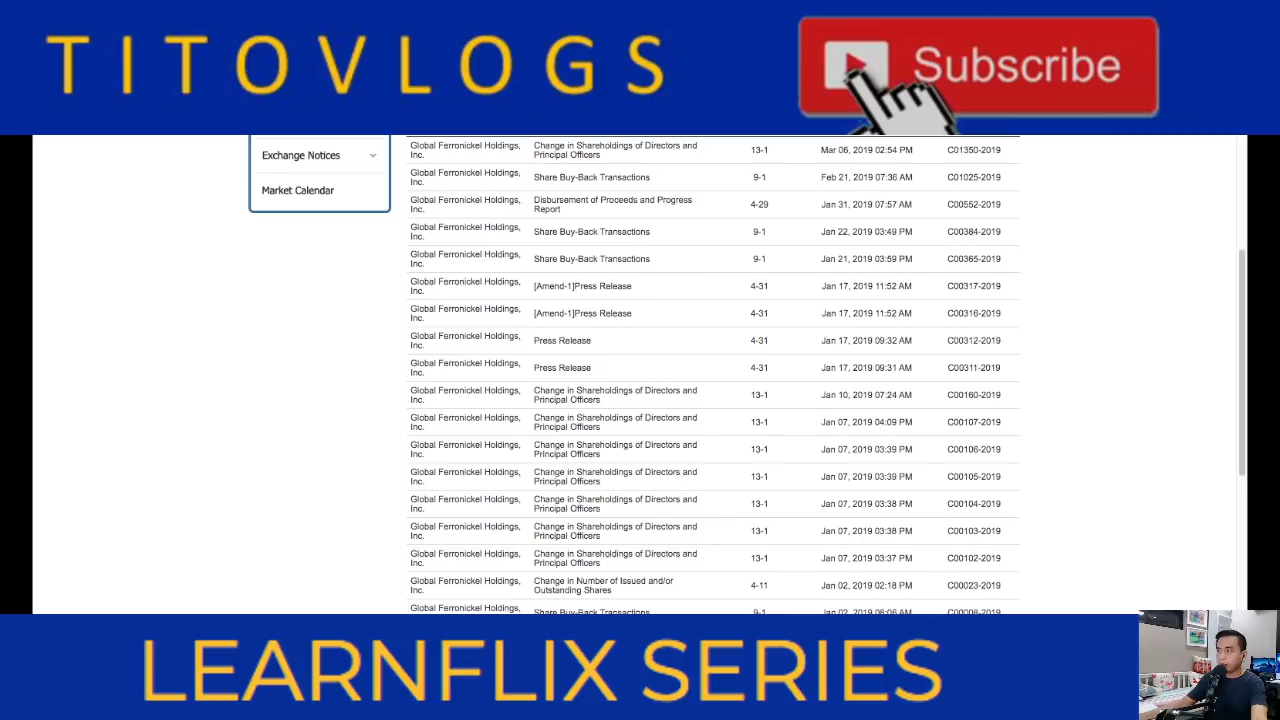 TITOVLOGS
Subscribe
Exchange Notices
Market Calendar
Global Ferronickel Holdings, Inc. Change in Shareholdings of Directors and Principal Officers 13-1 Mar 06, 2019 02:54 PM C01350-2019
Global Ferronickel Holdings, Inc. Share Buy-Back Transactions 9-1 Feb 21, 2019 07:36 AM C01025-2019
Global Ferronickel Holdings, Inc. Disbursement of Proceeds and Progress Report 4-29 Jan 31, 2019 07:57 AM C00552-2019
Global Ferronickel Holdings, Inc. Share Buy-Back Transactions 9-1 Jan 22, 2019 03:49 PM C00384-2019
Global Ferronickel Holdings, Inc. Share Buy-Back Transactions 9-1 Jan 21, 2019 03:59 PM C00365-2019
Global Ferronickel Holdings, Inc. [Amend-1]Press Release 4-31 Jan 17, 2019 11:52 AM C00317-2019
Global Ferronickel Holdings, Inc. [Amend-1]Press Release 4-31 Jan 17, 2019 11:52 AM C00316-2019
Global Ferronickel Holdings, Inc. Press Release 4-31 Jan 17, 2019 09:32 AM C00312-2019
Global Ferronickel Holdings, Inc. Press Release 4-31 Jan 17, 2019 09:31 AM C00311-2019
Global Ferronickel Holdings, Inc. Change in Shareholdings of Directors and Principal Officers 13-1 Jan 10, 2019 07:24 AM C00160-2019
Global Ferronickel Holdings, Inc. Change in Shareholdings of Directors and Principal Officers 13-1 Jan 07, 2019 04:09 PM C00107-2019
Global Ferronickel Holdings, Inc. Change in Shareholdings of Directors and Principal Officers 13-1 Jan 07, 2019 03:39 PM C00106-2019
Global Ferronickel Holdings, Inc. Change in Shareholdings of Directors and Principal Officers 13-1 Jan 07, 2019 03:39 PM C00105-2019
Global Ferronickel Holdings, Inc. Change in Shareholdings of Directors and Principal Officers 13-1 Jan 07, 2019 03:38 PM C00104-2019
Global Ferronickel Holdings, Inc. Change in Shareholdings of Directors and Principal Officers 13-1 Jan 07, 2019 03:38 PM C00103-2019
Global Ferronickel Holdings, Inc. Change in Shareholdings of Directors and Principal Officers 13-1 Jan 07, 2019 03:37 PM C00102-2019
Global Ferronickel Holdings, Inc. Change in Number of Issued and/or Outstanding Shares 4-11 Jan 02, 2019 02:18 PM C00023-2019
Global Ferronickel Holdings, Share Buy-Back Transactions 9-1 Jan 02, 2019 08:06 AM C00008-2019
LEARNFLIX SERIES